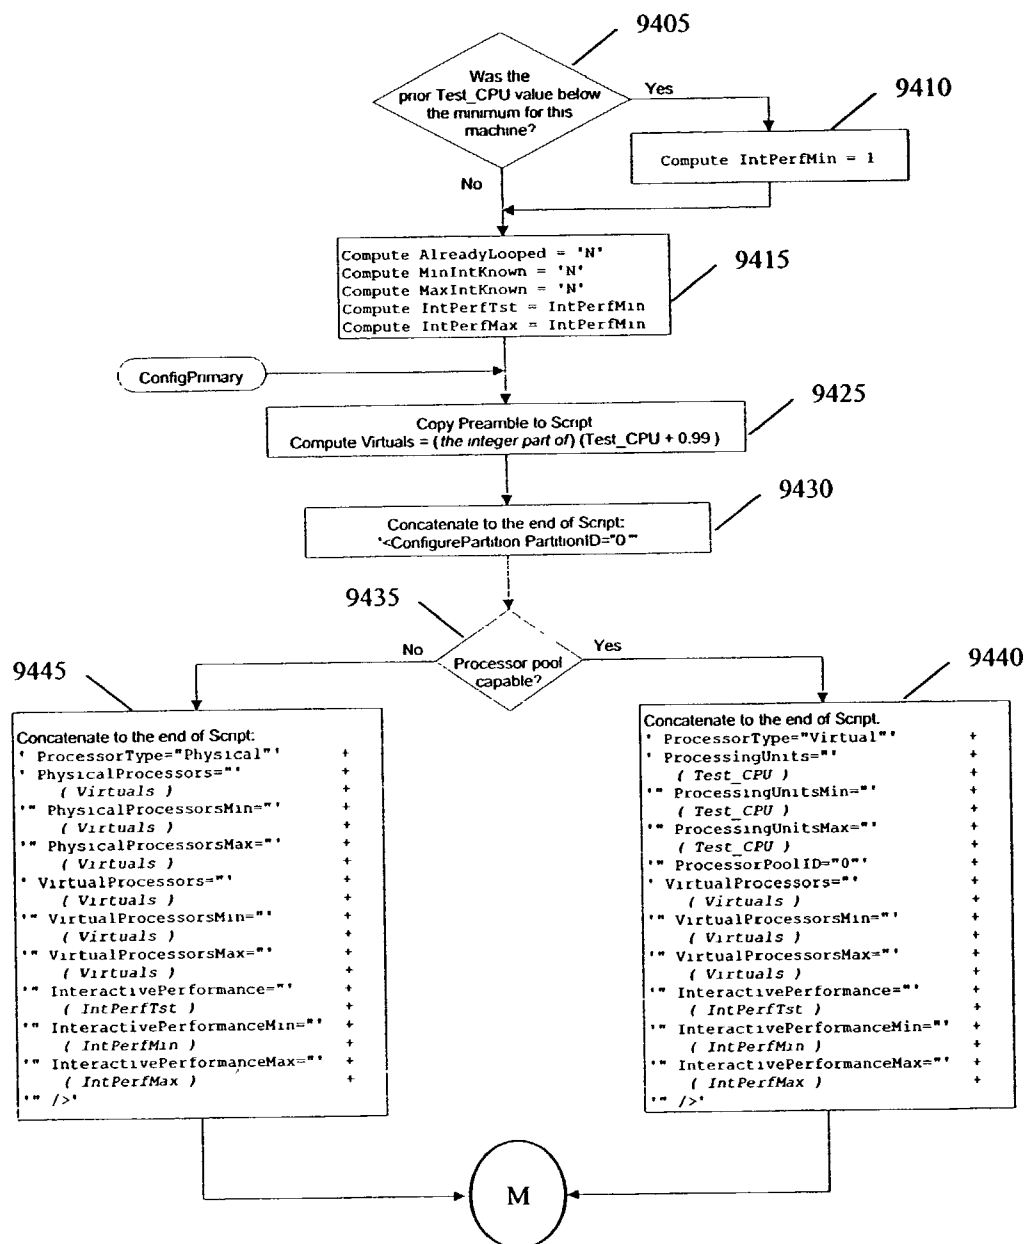 9405
Was the
prior Test_CPU value below
the minimum for this
machine?
Yes
9410
Compute IntPerfMin = 1
No
Compute AlreadyLooped = 'N'
Compute MinIntKnown = 'N'
Compute MaxIntKnown = 'N'
Compute IntPerfTst = IntPerfMin
Compute IntPerfMax = IntPerfMin
9415
ConfigPrimary
9425
Copy Preamble to Script
Compute Virtuals = (the integer part of) (Test_CPU + 0.99 )
9430
Concatenate to the end of Script:
'<ConfigurePartition PartitionID="0"'
9435
No
Processor pool
capable?
Yes
9445
Concatenate to the end of Script:
' ProcessorType="Physical"' +
' PhysicalProcessors="' +
( Virtuals ) +
'" PhysicalProcessorsMin="' +
( Virtuals ) +
'" PhysicalProcessorsMax="' +
( Virtuals ) +
' VirtualProcessors="' +
( Virtuals ) +
'" VirtualProcessorsMin="' +
( Virtuals ) +
'" VirtualProcessorsMax="' +
( Virtuals ) +
'" InteractivePerformance="' +
( IntPerfTst ) +
'" InteractivePerformanceMin="' +
( IntPerfMin ) +
'" InteractivePerformanceMax="' +
( IntPerfMax ) +
'" />'
9440
Concatenate to the end of Script.
' ProcessorType="Virtual"' +
' ProcessingUnits="' +
( Test_CPU ) +
'" ProcessingUnitsMin="' +
( Test_CPU ) +
'" ProcessingUnitsMax="' +
( Test_CPU ) +
'" ProcessorPoolID="0"' +
' VirtualProcessors="' +
( Virtuals ) +
'" VirtualProcessorsMin="' +
( Virtuals ) +
'" VirtualProcessorsMax="' +
( Virtuals ) +
'" InteractivePerformance="' +
( IntPerfTst ) +
'" InteractivePerformanceMin="' +
( IntPerfMin ) +
'" InteractivePerformanceMax="' +
( IntPerfMax ) +
'" />'
M